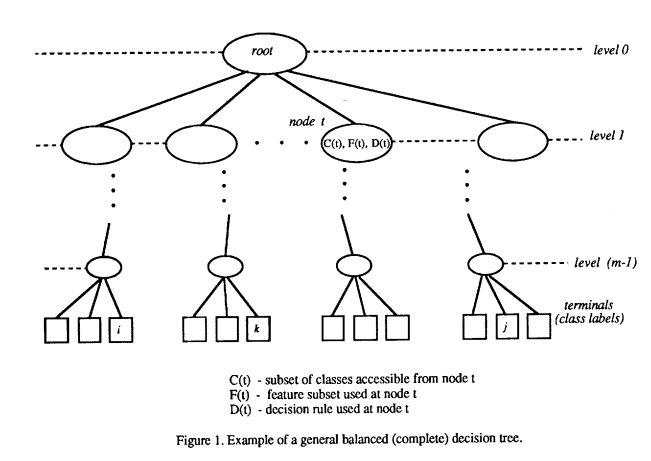 root
level 0
node t
C(t), F(t), D(t)
level 1
level (m-1)
terminals
(class labels)
i
k
j
C(t) - subset of classes accessible from node t
F(t) - feature subset used at node t
D(t) - decision rule used at node t
Figure 1. Example of a general balanced (complete) decision tree.